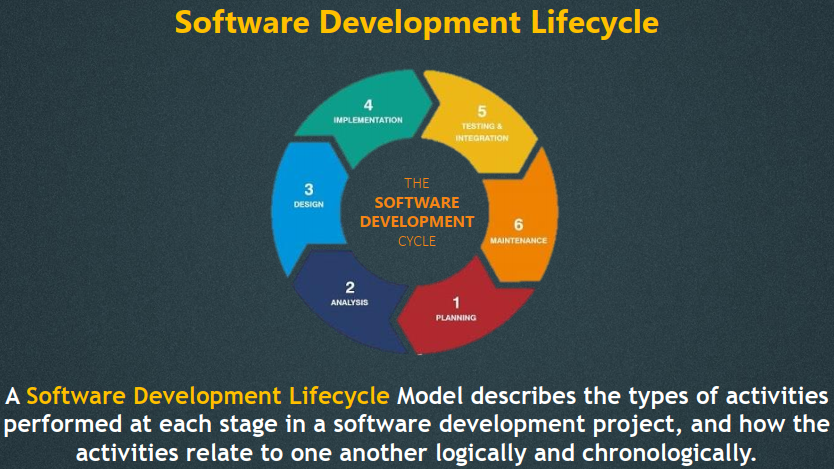 Software Development Lifecycle
4
IMPLEMENTATION
5
TESTING &
INTEGRATION
3
DESIGN
THE
SOFTWARE
DEVELOPMENT
CYCLE
6
MAINTENANCE
2
ANALYSIS
1
PLANNING
A Software Development Lifecycle Model describes the types of activities
performed at each stage in a software development project, and how the
activities relate to one another logically and chronologically.